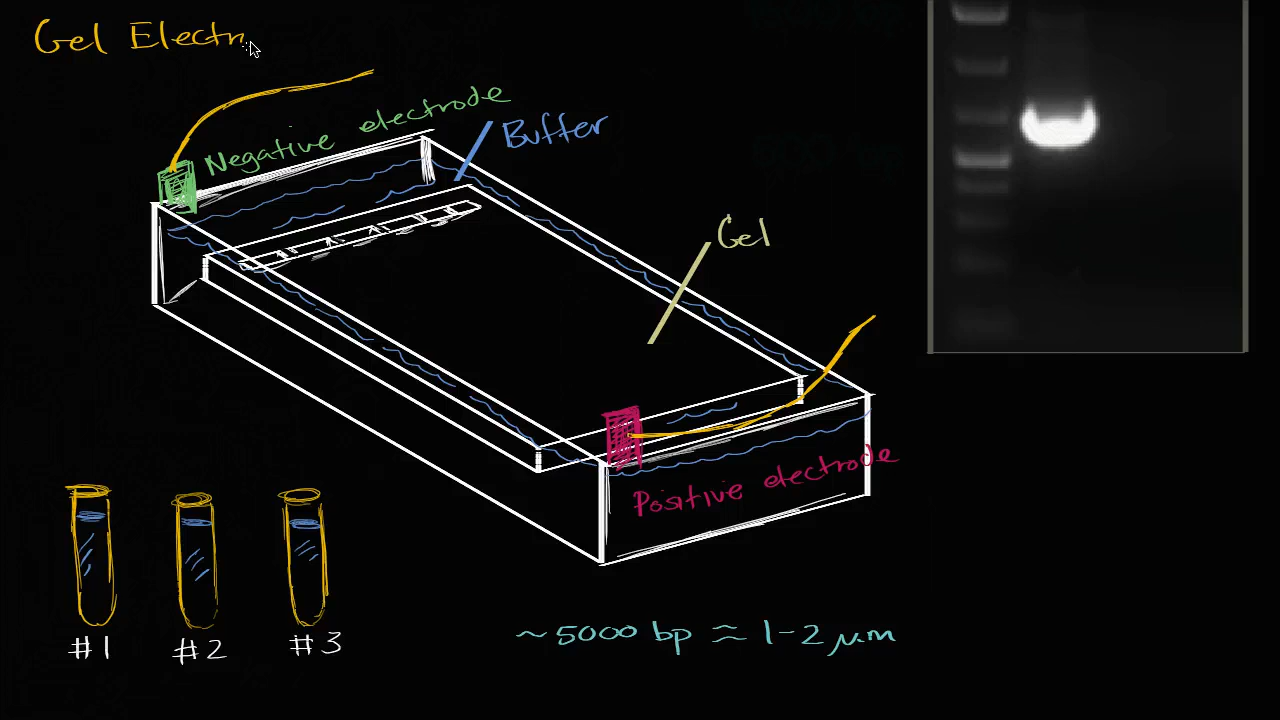 Gel Electr
Negative electrode
Buffer
Gel
Positive electrode
#1
#2
#3
~ 5000 bp ≈ 1-2 μm